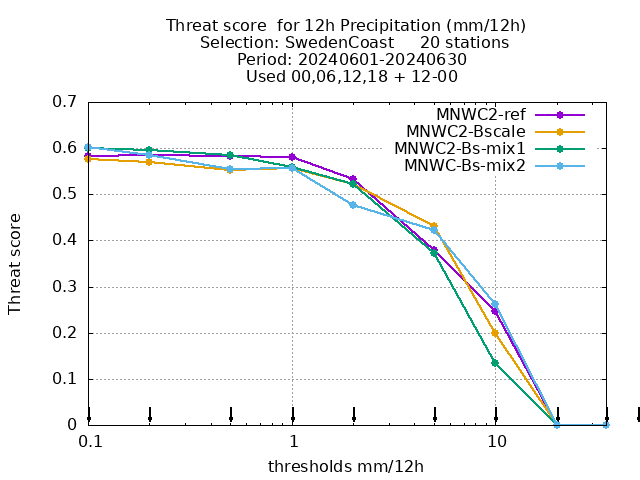 Threat score  for 12h Precipitation (mm/12h)
Selection: SwedenCoast     20 stations
Period: 20240601-20240630
Used 00,06,12,18 + 12-00
MNWC2-ref
MNWC2-Bscale
MNWC2-Bs-mix1
MNWC-Bs-mix2
Threat score
0.7
0.6
0.5
0.4
0.3
0.2
0.1
0
0.1 1 10
thresholds mm/12h